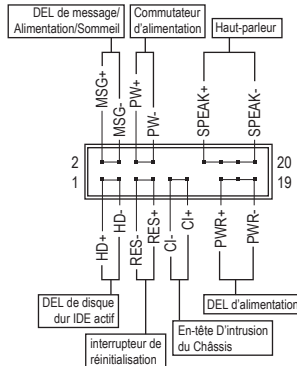 DEL de message/
Alimentation/Sommeil
Commutateur
d'alimentation
Haut-parleur
MSG+
MSG-
PW+
PW-
SPEAK+
SPEAK-
2
20
1
19
HD+
HD-
RES-
RES+
CI-
CI+
PWR+
PWR-
DEL de disque
dur IDE actif
interrupteur de
réinitialisation
En-tête D'intrusion
du Châssis
DEL d'alimentation